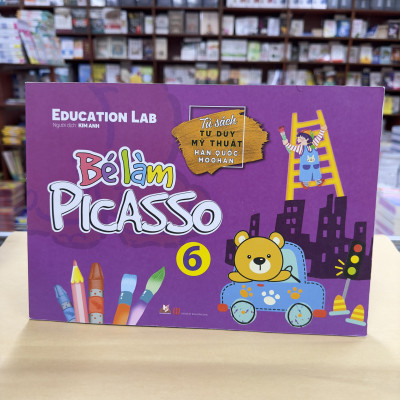 EDUCATION LAB
Người dịch: KIM ANH
Tủ sách
TƯ DUY
MỸ THUẬT
HÀN QUỐC
MOOHAN
Bé làm
PICASSO
6